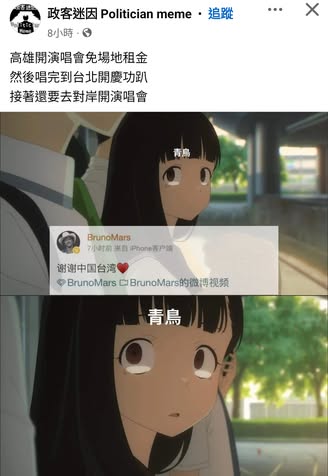 政客迷因 Politician meme · 追蹤
8小時 ·
高雄開演唱會免場地租金
然後唱完到台北開慶功趴
接著還要去對岸開演唱會
青鳥
BrunoMars
7小时前 来自 iPhone客户端
谢谢中国台湾❤️
BrunoMars BrunoMars的微博视频
青鳥